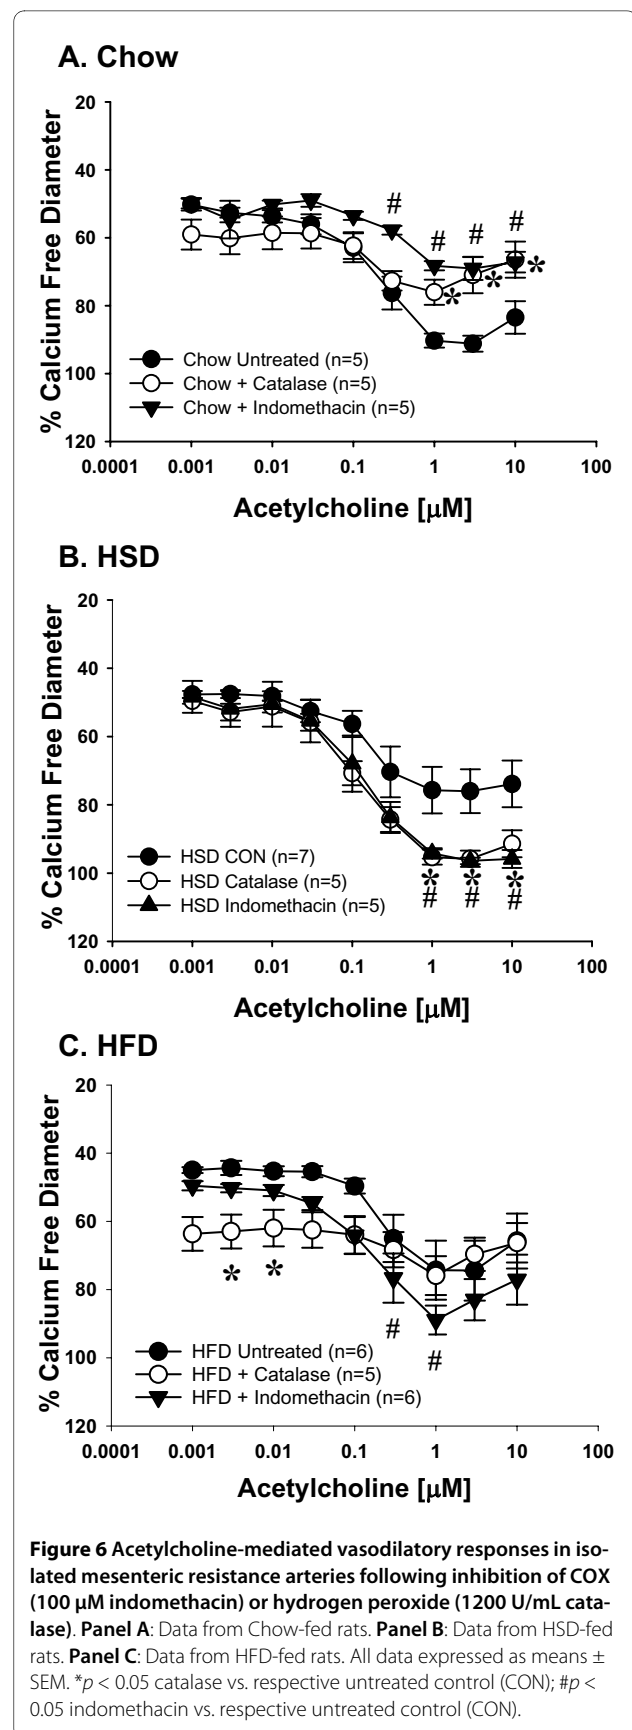 A. Chow
20
40
60
80
100
120
% Calcium Free Diameter
# # # #
* * *
Chow Untreated (n=5)
Chow + Catalase (n=5)
Chow + Indomethacin (n=5)
0.0001 0.001 0.01 0.1 1 10 100
Acetylcholine [µM]
B. HSD
20
40
60
80
100
120
% Calcium Free Diameter
HSD CON (n=7)
HSD Catalase (n=5)
HSD Indomethacin (n=5)
* * *
# # #
0.0001 0.001 0.01 0.1 1 10 100
Acetylcholine [µM]
C. HFD
20
40
60
80
100
120
% Calcium Free Diameter
* *
# #
HFD Untreated (n=6)
HFD + Catalase (n=5)
HFD + Indomethacin (n=6)
0.0001 0.001 0.01 0.1 1 10 100
Acetylcholine [µM]
Figure 6 Acetylcholine-mediated vasodilatory responses in iso-
lated mesenteric resistance arteries following inhibition of COX
(100 µM indomethacin) or hydrogen peroxide (1200 U/mL cata-
lase). Panel A: Data from Chow-fed rats. Panel B: Data from HSD-fed
rats. Panel C: Data from HFD-fed rats. All data expressed as means ±
SEM. *p < 0.05 catalase vs. respective untreated control (CON); #p <
0.05 indomethacin vs. respective untreated control (CON).